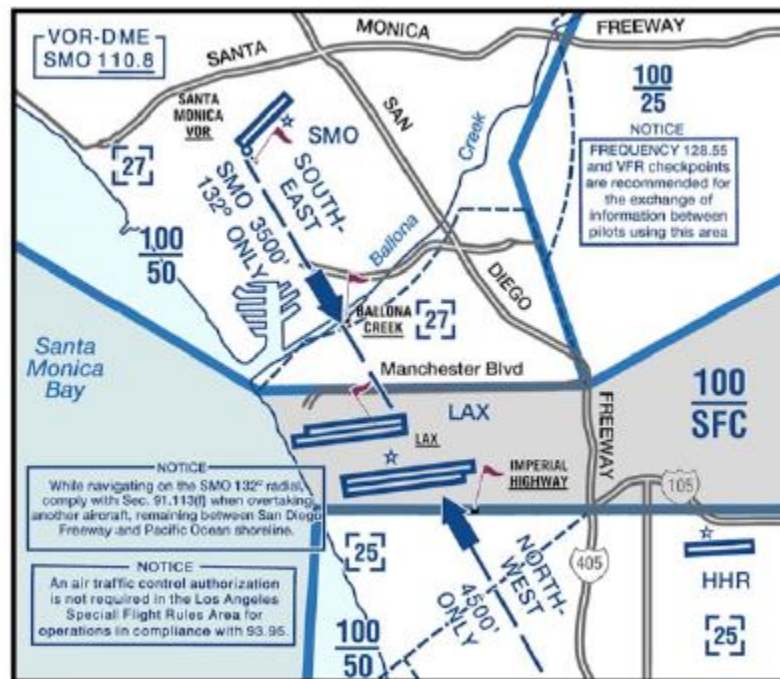 VOR-DME
SMO 110.8
SANTA
MONICA
FREEWAY
SANTA
MONICA
VOR
SMO
SAN
DIEGO
FREEWAY
Creek
Ballona
100
25
NOTICE
FREQUENCY 128.55
and VFR checkpoints
are recommended for
the exchange of
information between
pilots using this area
27
SOUTH-
EAST
SMO 3500'
132° ONLY
100
50
BALLONA
CREEK
27
Santa
Monica
Bay
Manchester Blvd
LAX
100
SFC
LAX
IMPERIAL
HIGHWAY
NOTICE
While navigating on the SMO 132° radial,
comply with Sec. 91.113(f) when overtaking
another aircraft, remaining between San Diego
Freeway and Pacific Ocean shoreline.
105
25
NORTH-
WEST
4500'
ONLY
405
HHR
25
NOTICE
An air traffic control authorization
is not required in the Los Angeles
Special Flight Rules Area for
operations in compliance with 93.95.
100
50